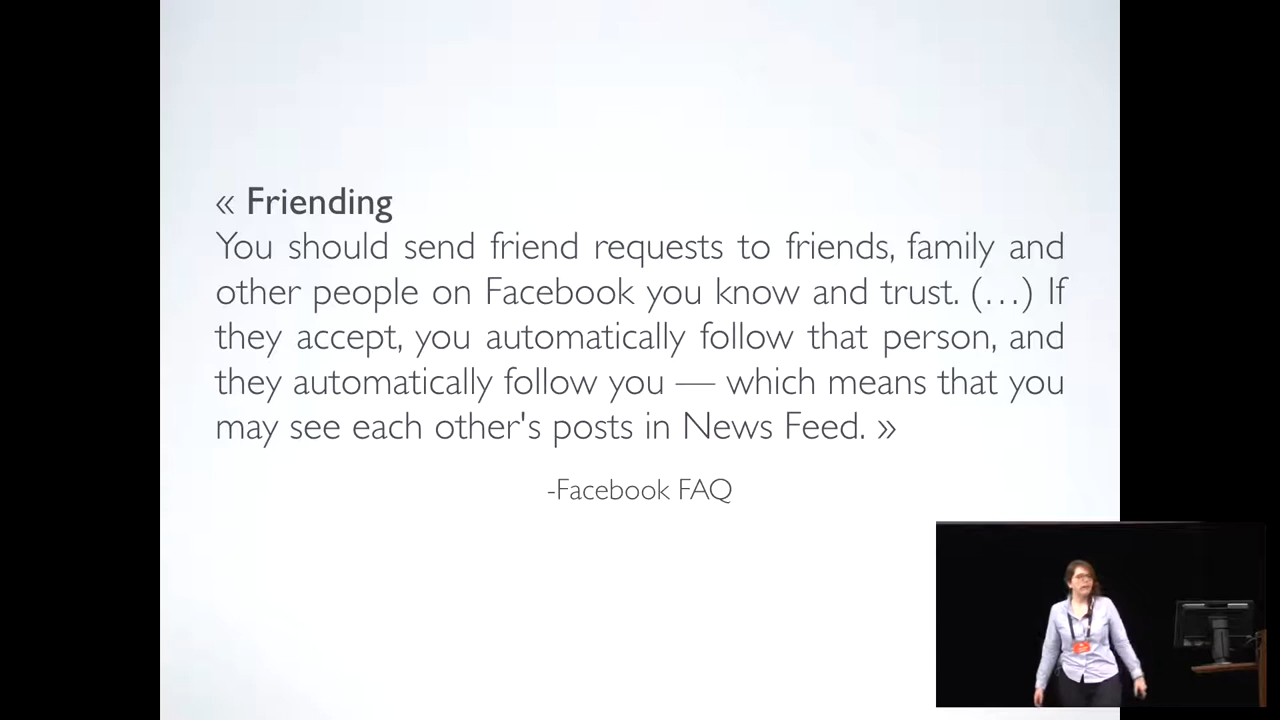 « Friending
You should send friend requests to friends, family and
other people on Facebook you know and trust. (…) If
they accept, you automatically follow that person, and
they automatically follow you — which means that you
may see each other's posts in News Feed. »
-Facebook FAQ